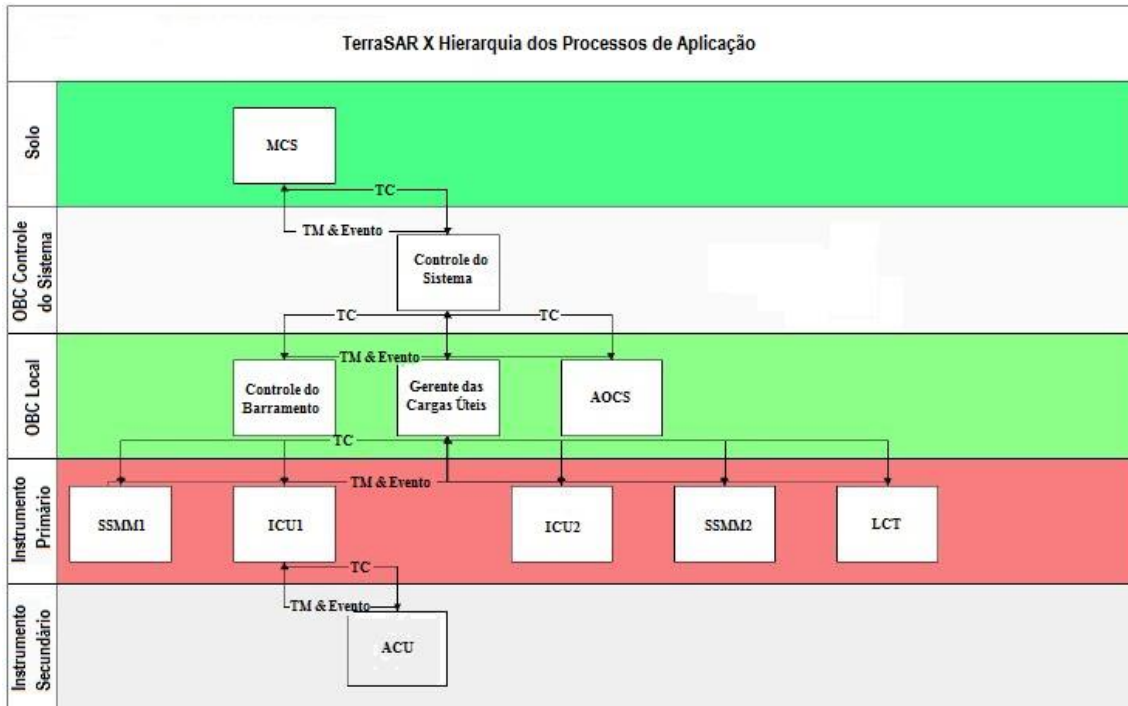 TerraSAR X Hierarquia dos Processos de Aplicação
Solo
MCS
TC
TM & Evento
OBC Controle
do Sistema
Controle do
Sistema
TC
TC
TM & Evento
OBC Local
Controle do
Barramento
Gerente das
Cargas Úteis
AOCS
TC
TM & Evento
Instrumento
Primário
SSMM1
ICU1
ICU2
SSMM2
LCT
TC
TM & Evento
Instrumento
Secundário
ACU